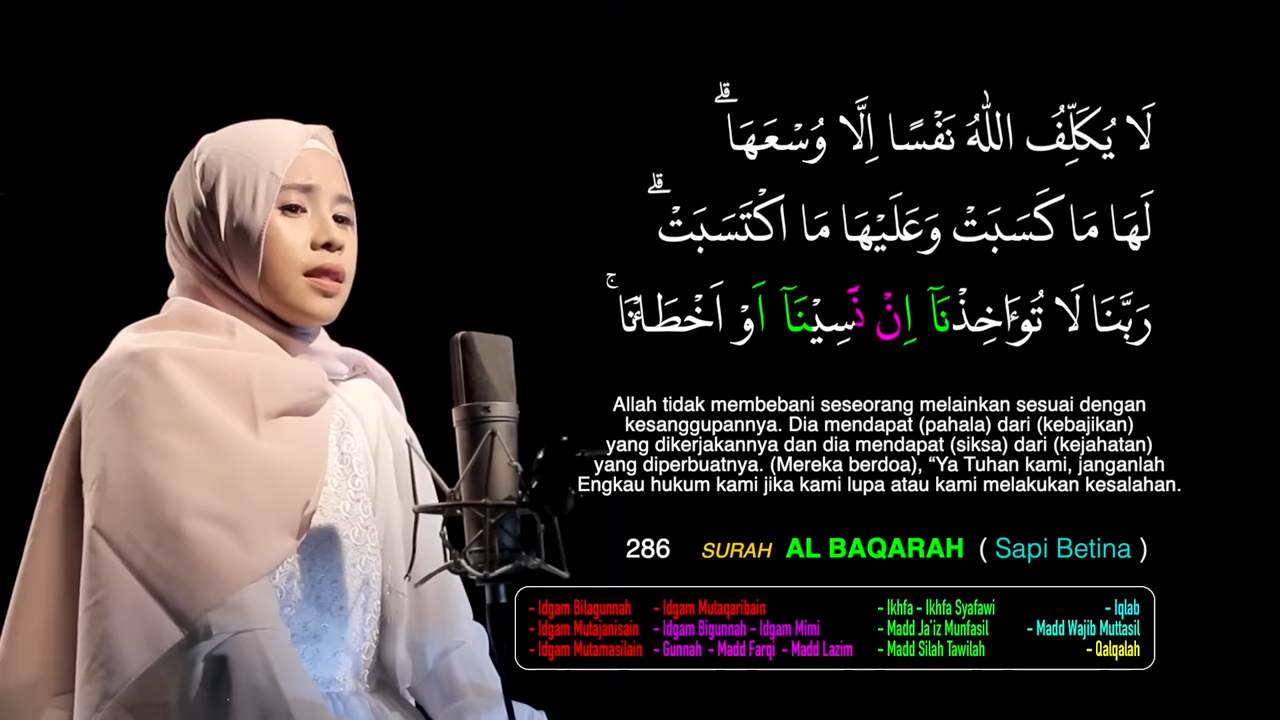 لَا يُكَلِّفُ اللّٰهُ نَفْسًا اِلَّا وُسْعَهَا ۗ
لَهَا مَا كَسَبَتْ وَعَلَيْهَا مَا اكْتَسَبَتْ ۗ
رَبَّنَا لَا تُؤَاخِذْنَآ اِنْ نَّسِيْنَآ اَوْ اَخْطَأْنَا ۚ
Allah tidak membebani seseorang melainkan sesuai dengan
kesanggupannya. Dia mendapat (pahala) dari (kebajikan)
yang dikerjakannya dan dia mendapat (siksa) dari (kejahatan)
yang diperbuatnya. (Mereka berdoa), “Ya Tuhan kami, janganlah
Engkau hukum kami jika kami lupa atau kami melakukan kesalahan.
286 SURAH AL BAQARAH ( Sapi Betina )
- Idgam Bilagunnah - Idgam Mutaqaribain - Ikhfa - Ikhfa Syafawi - Iqlab
- Idgam Mutajanisain - Idgam Bigunnah - Idgam Mimi - Madd Ja'iz Munfasil - Madd Wajib Muttasil
- Idgam Mutamasilain - Gunnah - Madd Farqi - Madd Lazim - Madd Silah Tawilah - Qalqalah